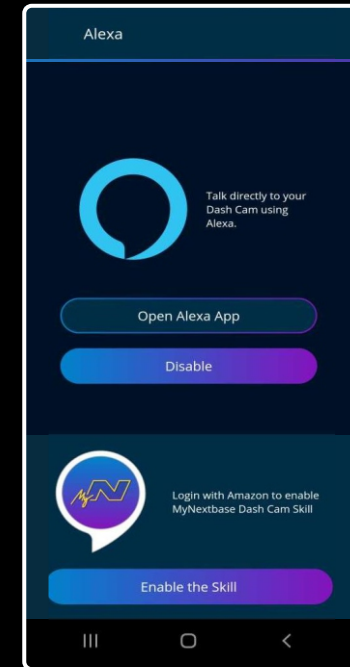 Alexa
Talk directly to your
Dash Cam using
Alexa.
Open Alexa App
Disable
My N
Login with Amazon to enable
MyNextbase Dash Cam Skill
Enable the Skill